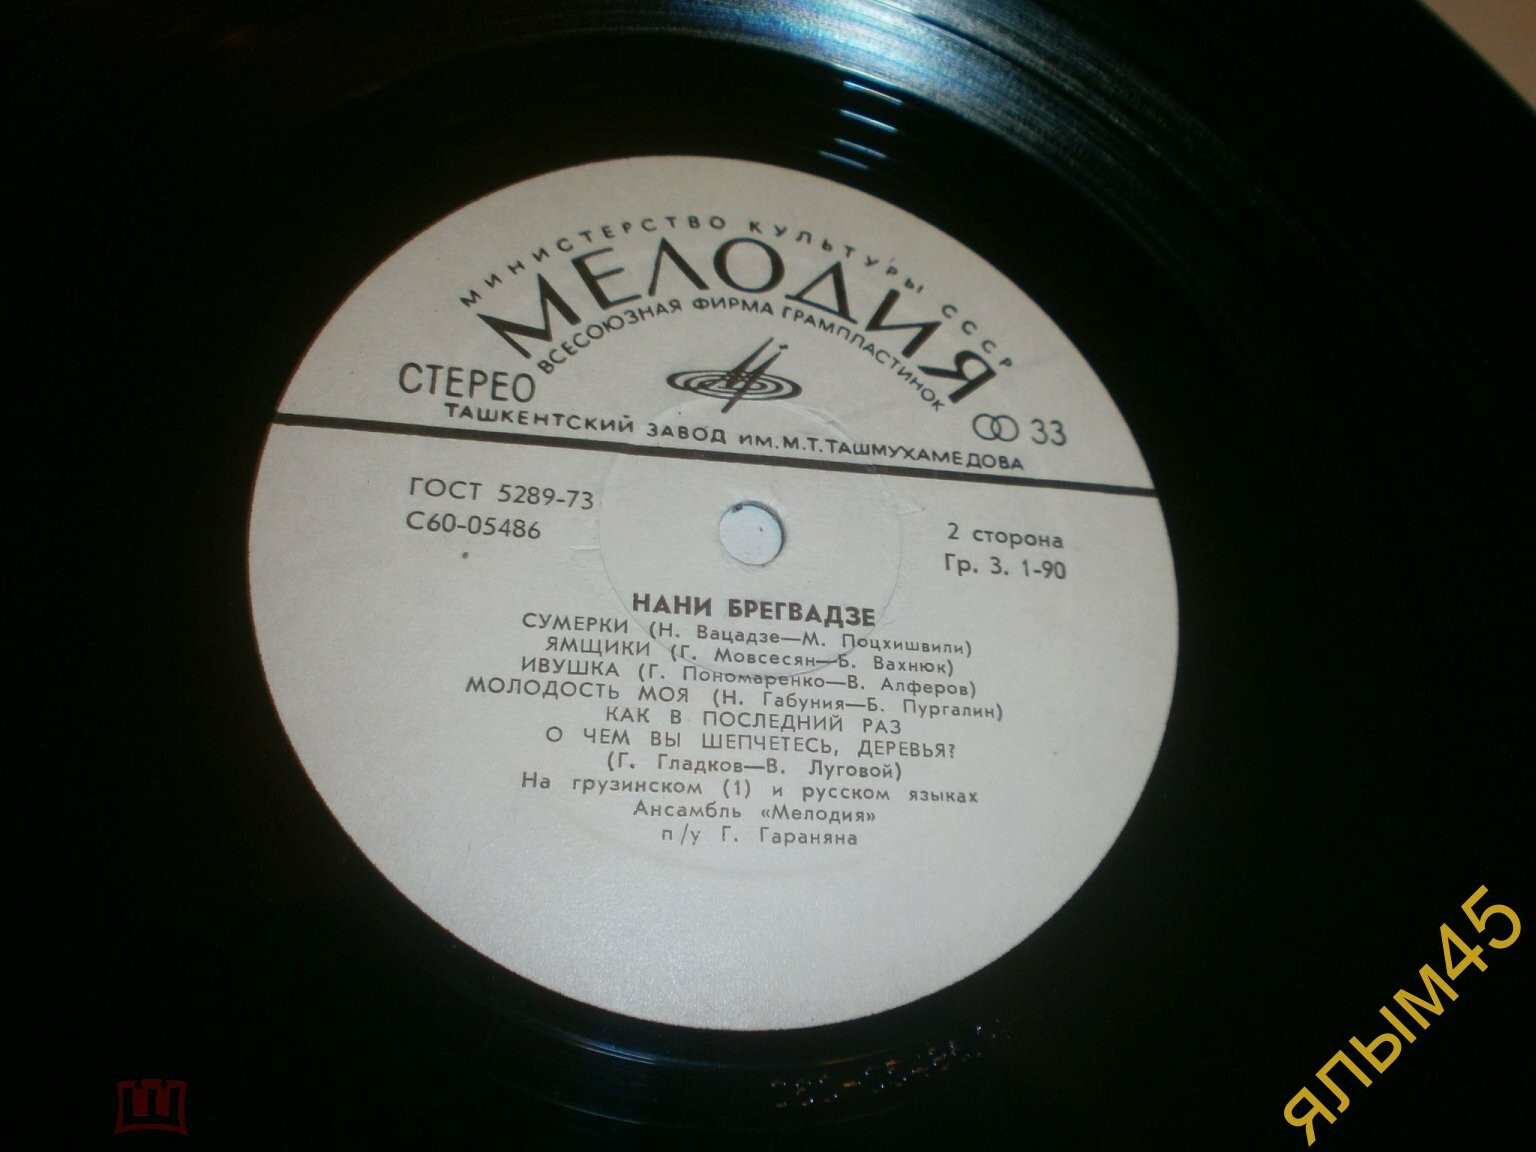 МИНИСТЕРСТВО КУЛЬТУРЫ СССР
МЕЛОДИЯ
ВСЕСОЮЗНАЯ ФИРМА ГРАМПЛАСТИНОК
СТЕРЕО
33
ТАШКЕНТСКИЙ ЗАВОД ИМ. М.Т.ТАШМУХАМЕДОВА
ГОСТ 5289-73
С60-05486
2 сторона
Гр. 3. 1-90
НАНИ БРЕГВАДЗЕ
СУМЕРКИ (Н. Вацадзе—М. Поцхишвили)
ЯМЩИКИ (Г. Мовсесян—Б. Вахнюк)
ИВУШКА (Г. Пономаренко—В. Алферов)
МОЛОДОСТЬ МОЯ (Н. Габуния—Б. Пургалин)
КАК В ПОСЛЕДНИЙ РАЗ
О ЧЕМ ВЫ ШЕПЧЕТЕСЬ, ДЕРЕВЬЯ?
(Г. Гладков—В. Луговой)
На грузинском (1) и русском языках
Ансамбль «Мелодия»
п/у Г. Гараняна
ЯЛЫМ45